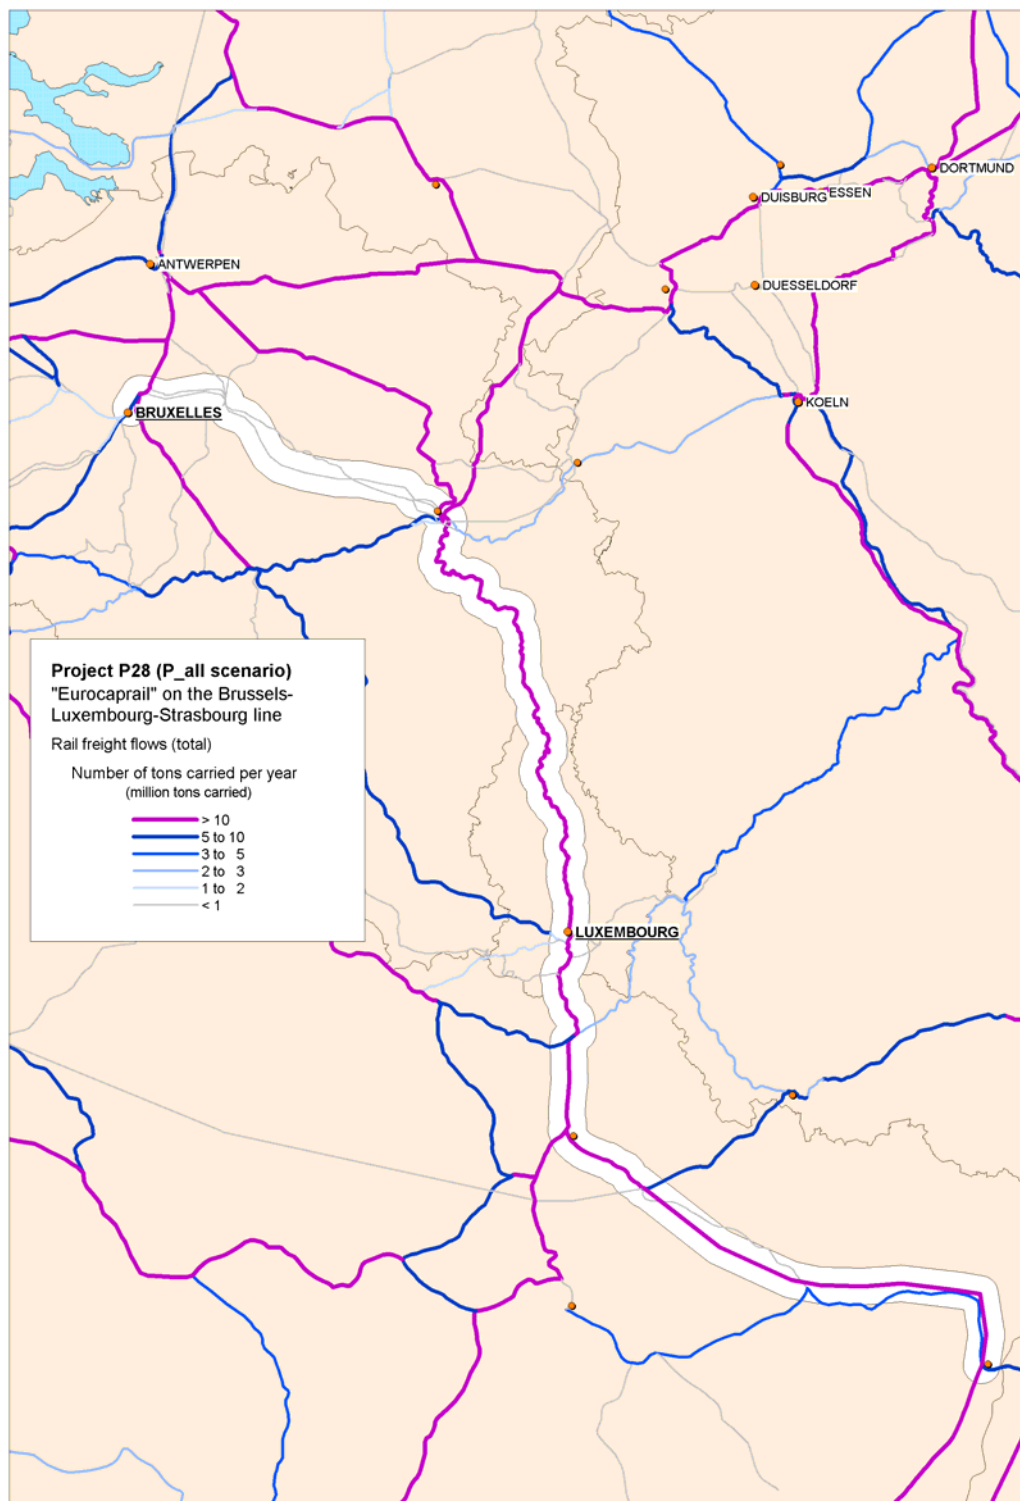 DORTMUND
ESSEN
DUISBURG
ANTWERPEN
DUESSELDORF
KOELN
BRUXELLES
Project P28 (P_all scenario)
"Eurocaprail" on the Brussels-
Luxembourg-Strasbourg line
Rail freight flows (total)
Number of tons carried per year
(million tons carried)
> 10
5 to 10
3 to 5
2 to 3
1 to 2
< 1
LUXEMBOURG